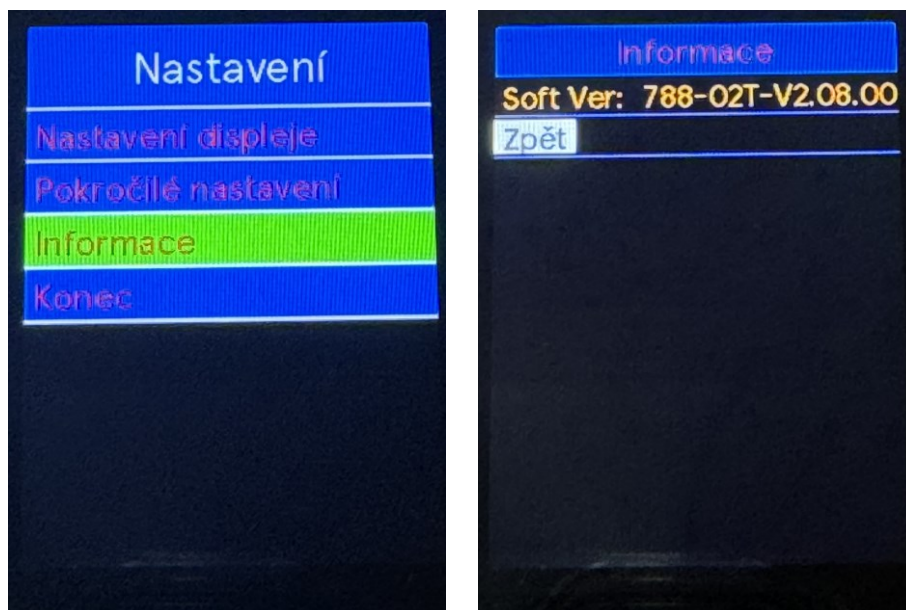 Nastavení
Nastavení displeje
Pokročilé nastavení
Informace
Konec
Informace
Soft Ver: 788-02T-V2.08.00
Zpět